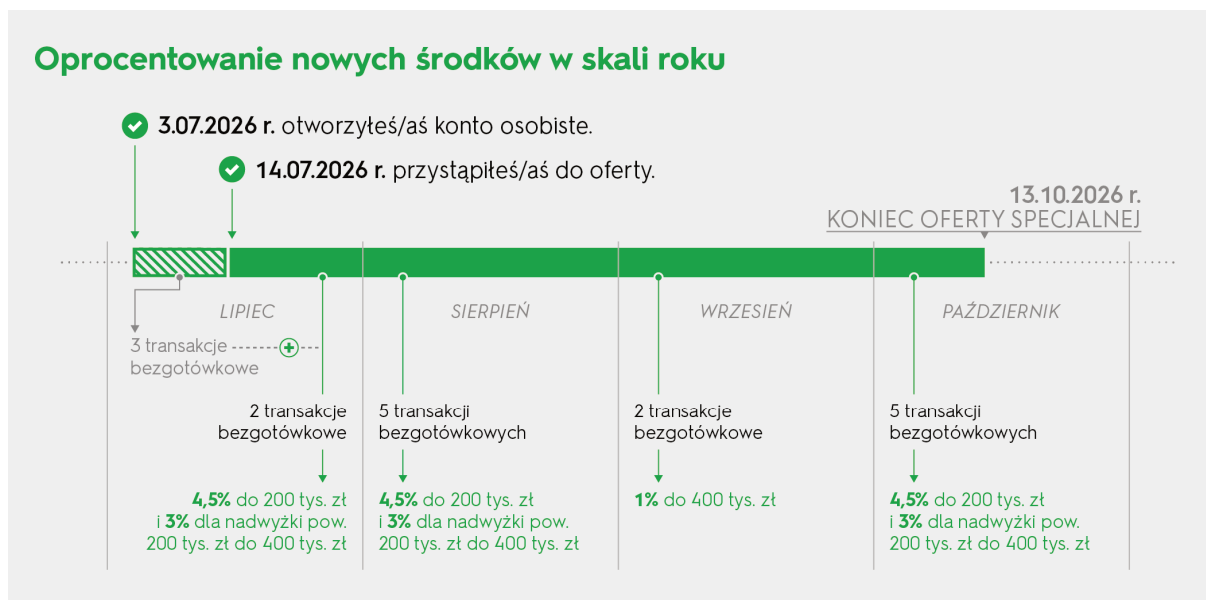 Oprocentowanie nowych środków w skali roku
3.07.2026 r. otworzyłeś/aś konto osobiste.
14.07.2026 r. przystąpiłeś/aś do oferty.
13.10.2026 r.
KONIEC OFERTY SPECJALNEJ
LIPIEC
SIERPIEŃ
WRZESIEŃ
PAŹDZIERNIK
3 transakcje
bezgotówkowe
2 transakcje
bezgotówkowe
4,5% do 200 tys. zł
i 3% dla nadwyżki pow.
200 tys. zł do 400 tys. zł
5 transakcji
bezgotówkowych
4,5% do 200 tys. zł
i 3% dla nadwyżki pow.
200 tys. zł do 400 tys. zł
2 transakcje
bezgotówkowe
1% do 400 tys. zł
5 transakcji
bezgotówkowych
4,5% do 200 tys. zł
i 3% dla nadwyżki pow.
200 tys. zł do 400 tys. zł